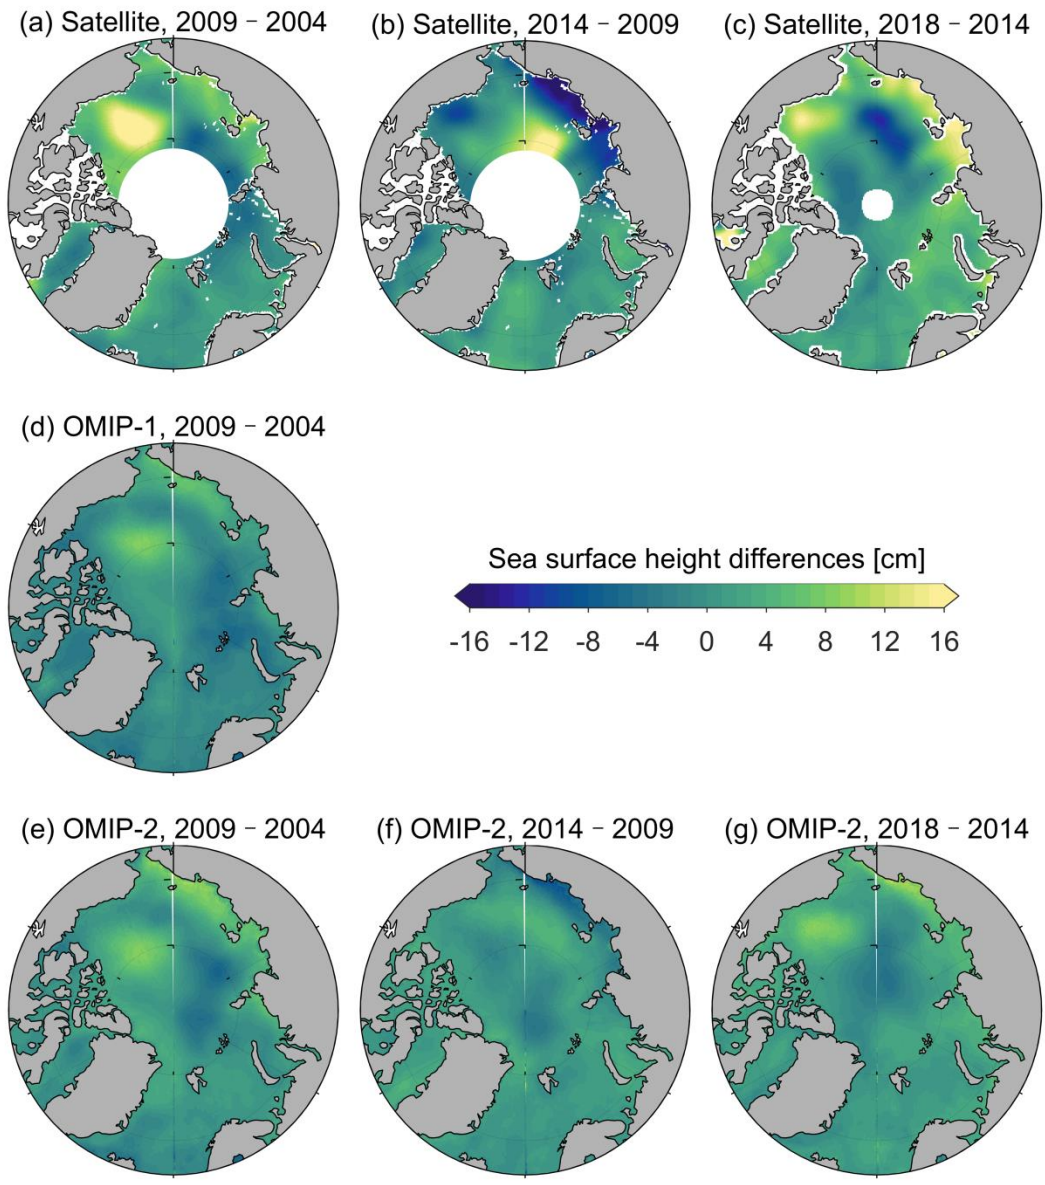 (a) Satellite, 2009 − 2004
(b) Satellite, 2014 − 2009
(c) Satellite, 2018 − 2014
(d) OMIP-1, 2009 − 2004
Sea surface height differences [cm]
-16 -12 -8 -4 0 4 8 12 16
(e) OMIP-2, 2009 − 2004
(f) OMIP-2, 2014 − 2009
(g) OMIP-2, 2018 − 2014